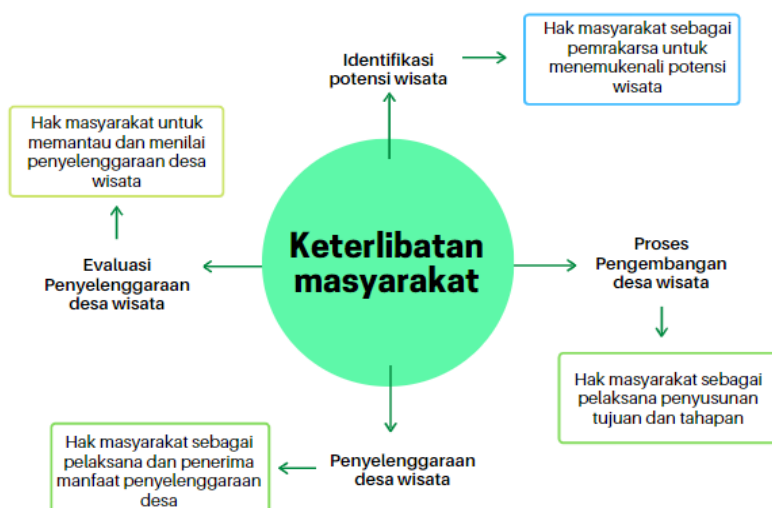 Identifikasi
potensi wisata
Hak masyarakat sebagai
pemrakarsa untuk
menemukenali potensi
wisata
Hak masyarakat untuk
memantau dan menilai
penyelenggaraan desa
wisata
Keterlibatan
masyarakat
Proses
Pengembangan
desa wisata
Evaluasi
Penyelenggaraan
desa wisata
Hak masyarakat sebagai
pelaksana penyusunan
tujuan dan tahapan
Hak masyarakat sebagai
pelaksana dan penerima
manfaat penyelenggaraan
desa
Penyelenggaraan
desa wisata